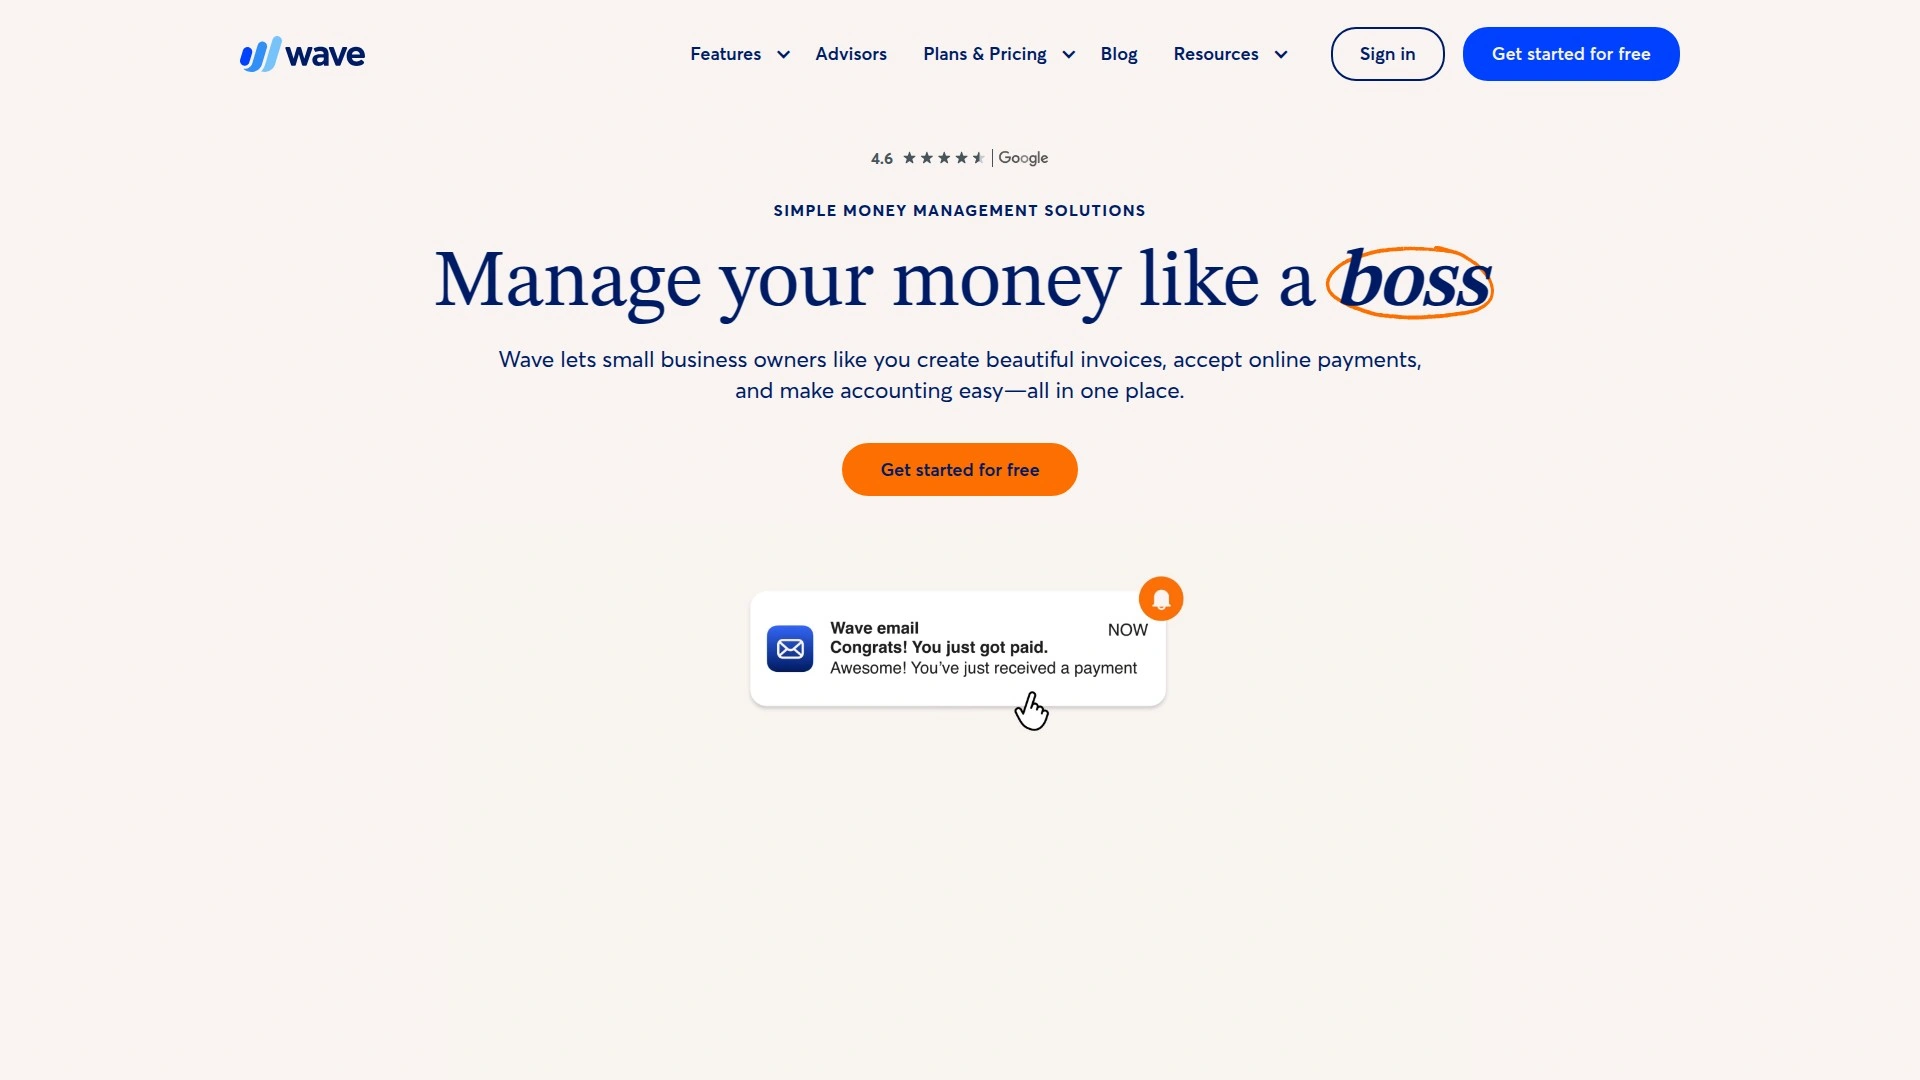 wave
Features
Advisors
Plans & Pricing
Blog
Resources
Sign in
Get started for free
4.6
Google
SIMPLE MONEY MANAGEMENT SOLUTIONS
Manage your money like a boss
Wave lets small business owners like you create beautiful invoices, accept online payments,
and make accounting easy—all in one place.
Get started for free
Wave email
NOW
Congrats! You just got paid.
Awesome! You’ve just received a payment